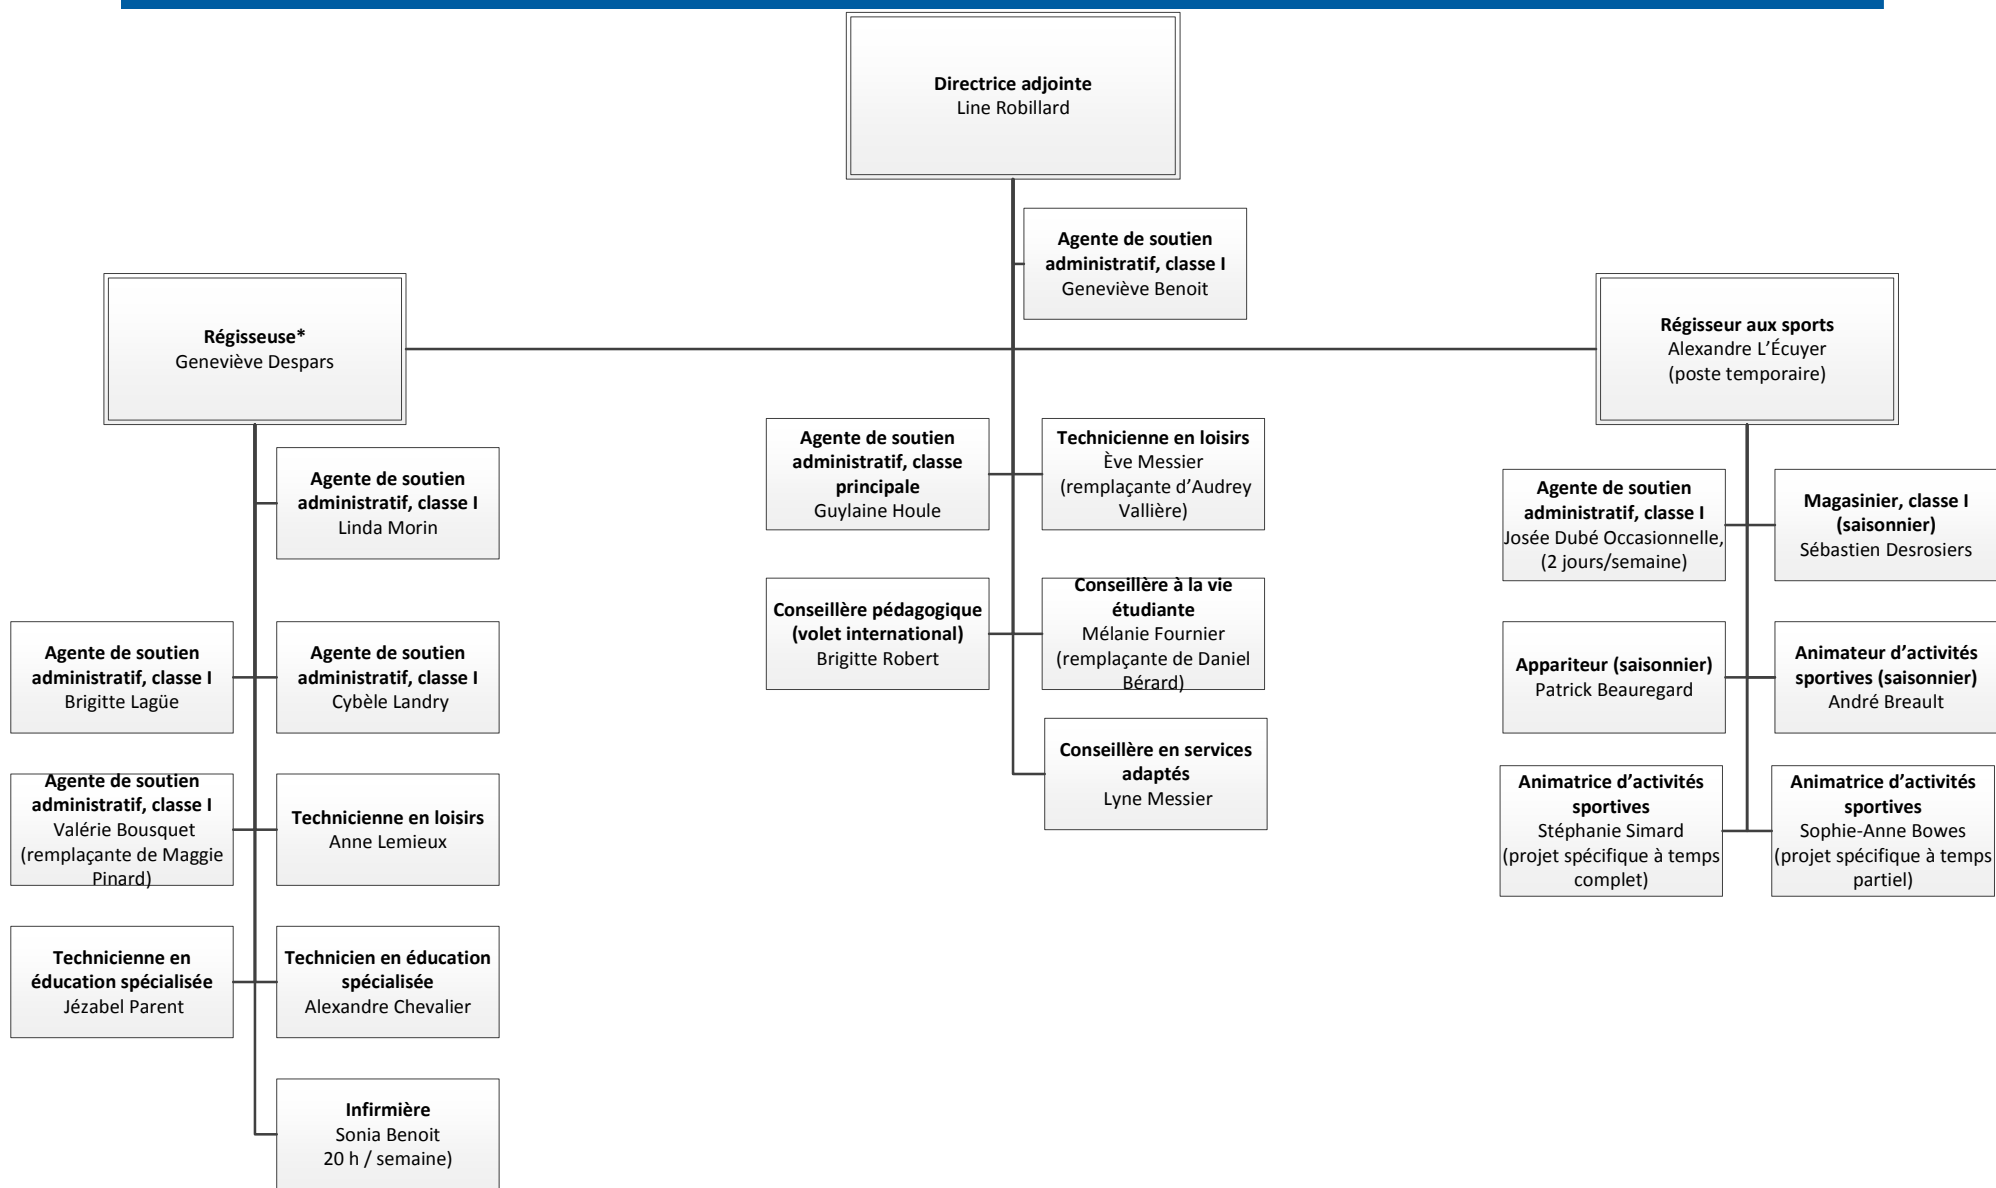 Directrice adjointe
Line Robillard
Agente de soutien
administratif, classe I
Geneviève Benoit
Régisseuse*
Geneviève Despars
Régisseur aux sports
Alexandre L’Écuyer
(poste temporaire)
Agente de soutien
administratif, classe I
Linda Morin
Agente de soutien
administratif, classe I
Brigitte Lagüe
Agente de soutien
administratif, classe I
Cybèle Landry
Agente de soutien
administratif, classe I
Valérie Bousquet
(remplaçante de Maggie
Pinard)
Technicienne en loisirs
Anne Lemieux
Technicienne en
éducation spécialisée
Jézabel Parent
Technicien en éducation
spécialisée
Alexandre Chevalier
Infirmière
Sonia Benoit
20 h / semaine)
Agente de soutien
administratif, classe
principale
Guylaine Houle
Technicienne en loisirs
Ève Messier
(remplaçante d’Audrey
Vallière)
Conseillère pédagogique
(volet international)
Brigitte Robert
Conseillère à la vie
étudiante
Mélanie Fournier
(remplaçante de Daniel
Bérard)
Conseillère en services
adaptés
Lyne Messier
Agente de soutien
administratif, classe I
Josée Dubé Occasionnelle,
(2 jours/semaine)
Magasinier, classe I
(saisonnier)
Sébastien Desrosiers
Appariteur (saisonnier)
Patrick Beauregard
Animateur d’activités
sportives (saisonnier)
André Breault
Animatrice d’activités
sportives
Stéphanie Simard
(projet spécifique à temps
complet)
Animatrice d’activités
sportives
Sophie-Anne Bowes
(projet spécifique à temps
partiel)